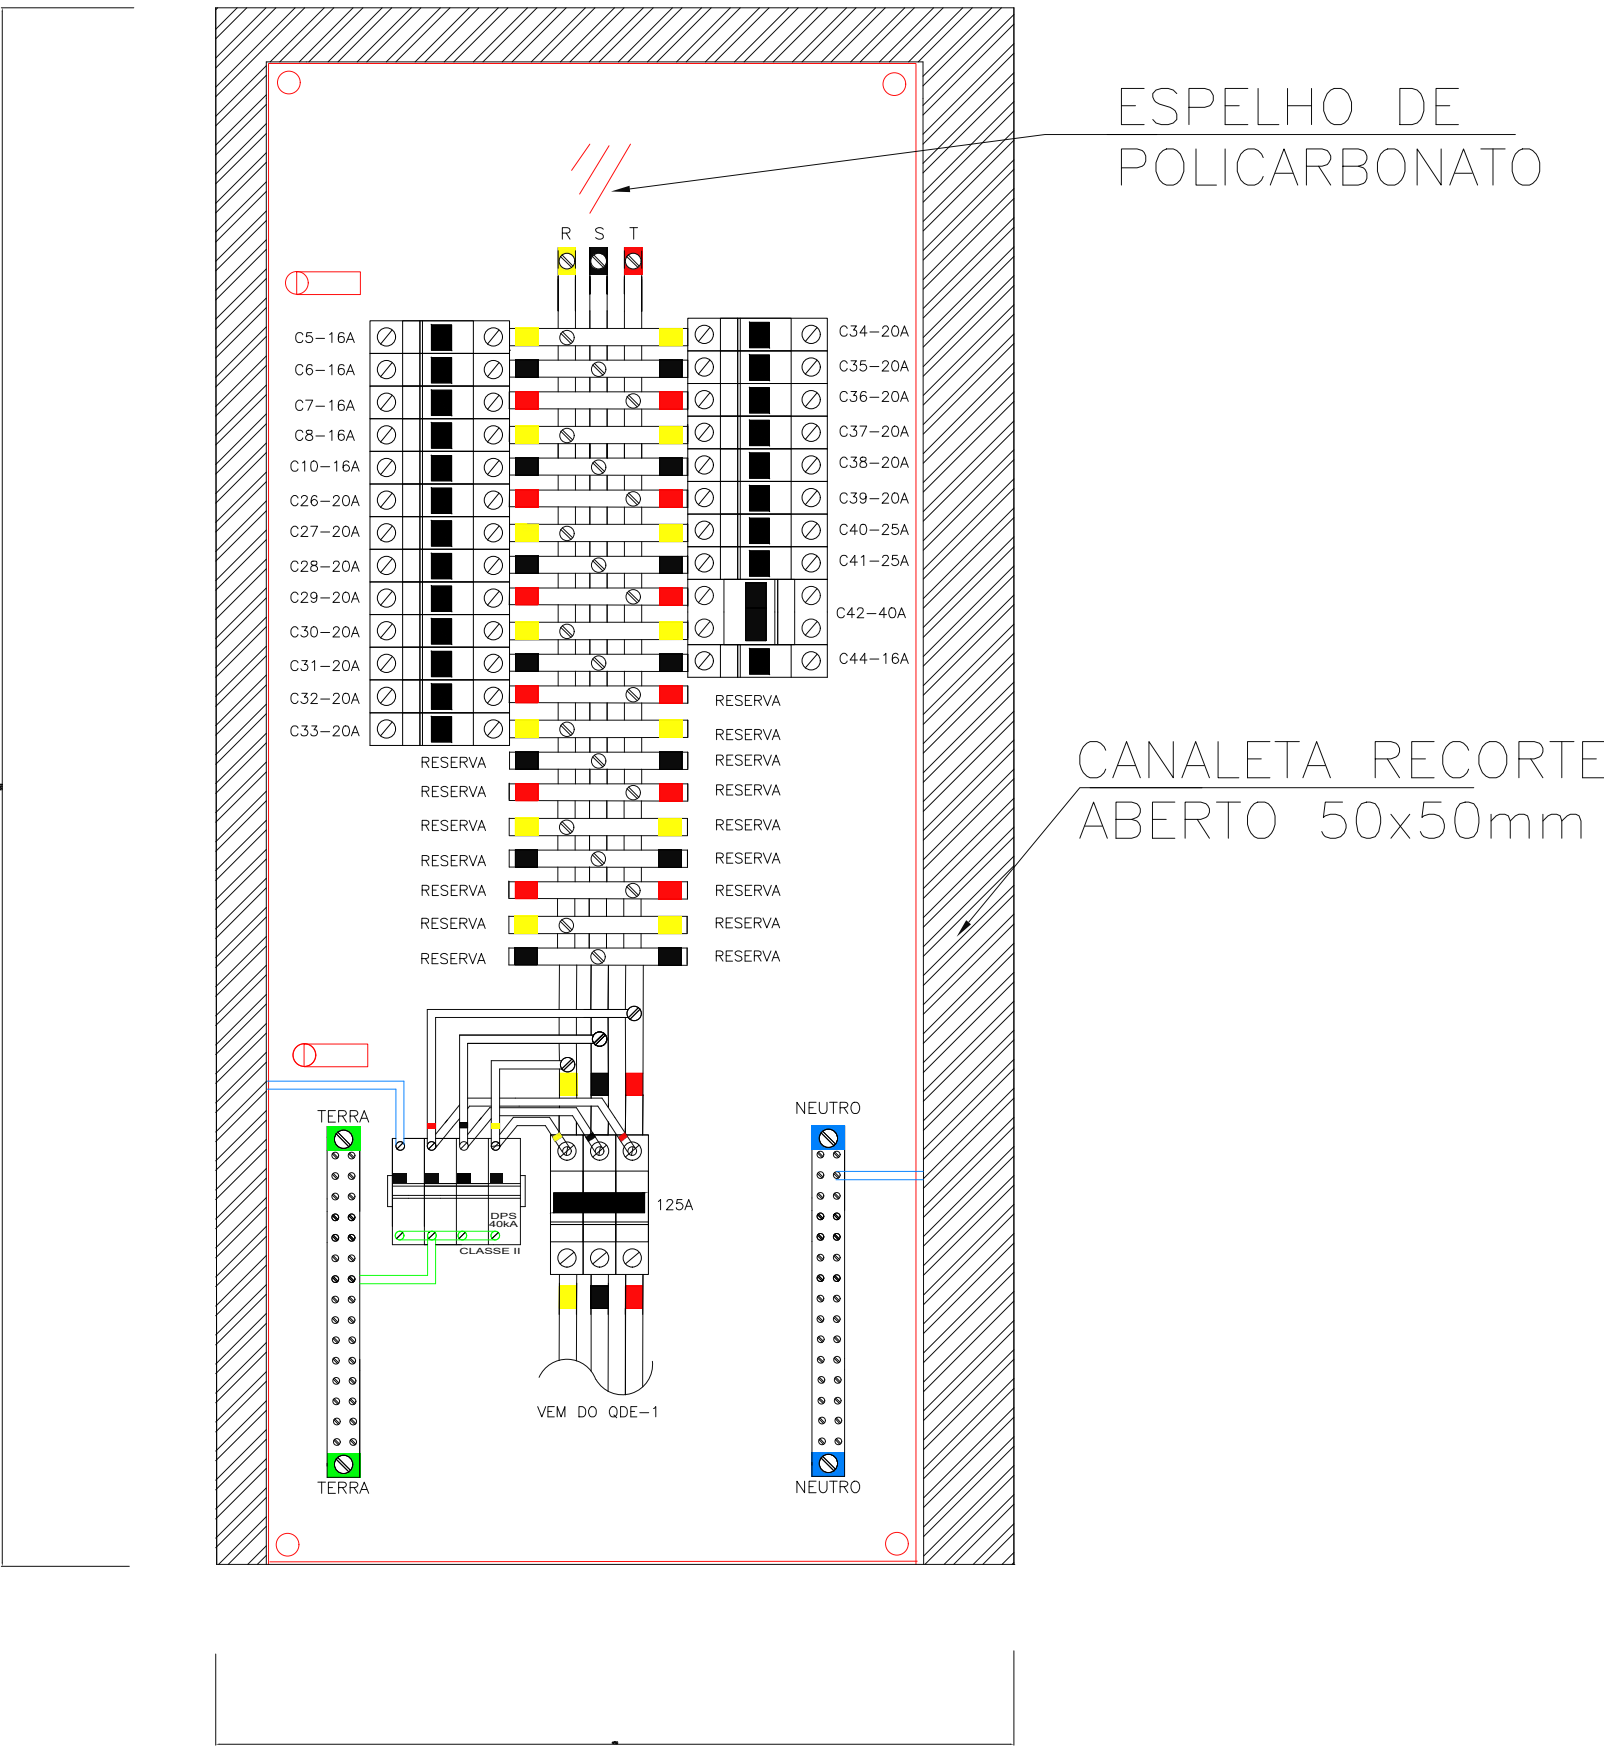 ESPELHO DE
POLICARBONATO
R S T
C5-16A
C6-16A
C7-16A
C8-16A
C10-16A
C26-20A
C27-20A
C28-20A
C29-20A
C30-20A
C31-20A
C32-20A
C33-20A
RESERVA
RESERVA
RESERVA
RESERVA
RESERVA
RESERVA
RESERVA
C34-20A
C35-20A
C36-20A
C37-20A
C38-20A
C39-20A
C40-25A
C41-25A
C42-40A
C44-16A
RESERVA
RESERVA
RESERVA
RESERVA
RESERVA
RESERVA
RESERVA
RESERVA
RESERVA
CANALETA RECORTE
ABERTO 50x50mm
TERRA
NEUTRO
DPS
40kA
CLASSE II
125A
VEM DO QDE-1
TERRA
NEUTRO